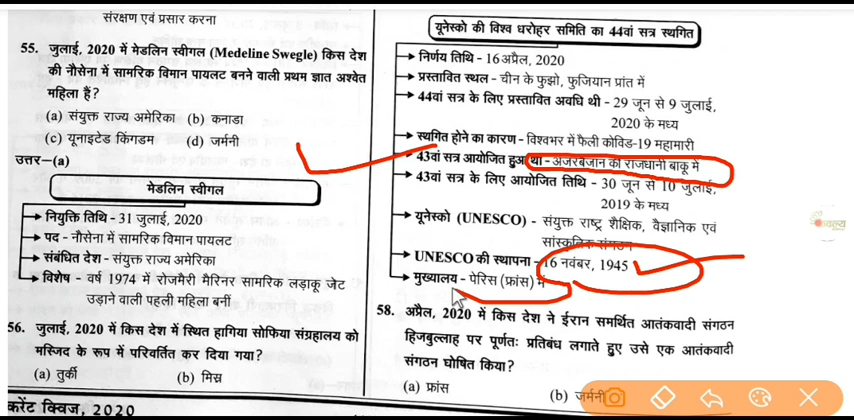 संरक्षण एवं प्रसार करना
55. जुलाई, 2020 में मेडलिन स्वीगल (Medeline Swegle) किस देश
की नौसेना में सामरिक विमान पायलट बनने वाली प्रथम ज्ञात अश्वेत
महिला हैं?
(a) संयुक्त राज्य अमेरिका (b) कनाडा
(c) यूनाइटेड किंगडम (d) जर्मनी
उत्तर–(a)
मेडलिन स्वीगल
नियुक्ति तिथि - 31 जुलाई, 2020
पद - नौसेना में सामरिक विमान पायलट
संबंधित देश - संयुक्त राज्य अमेरिका
विशेष - वर्ष 1974 में रोजमैरी मैरिनर सामरिक लड़ाकू जेट
उड़ाने वाली पहली महिला बनीं
56. जुलाई, 2020 में किस देश में स्थित हागिया सोफिया संग्रहालय को
मस्जिद के रूप में परिवर्तित कर दिया गया?
(a) तुर्की (b) मिस्र
करेंट क्विज, 2020
यूनेस्को की विश्व धरोहर समिति का 44वां सत्र स्थगित
निर्णय तिथि - 16 अप्रैल, 2020
प्रस्तावित स्थल - चीन के फुझो, फुजियान प्रांत में
44वां सत्र के लिए प्रस्तावित अवधि थी - 29 जून से 9 जुलाई,
2020 के मध्य
स्थगित होने का कारण - विश्वभर में फैली कोविड-19 महामारी
43वां सत्र आयोजित हुआ था - अजरबैजान की राजधानी बाकू में
43वां सत्र के लिए आयोजित तिथि - 30 जून से 10 जुलाई,
2019 के मध्य
यूनेस्को (UNESCO) - संयुक्त राष्ट्र शैक्षिक, वैज्ञानिक एवं
सांस्कृतिक संगठन
UNESCO की स्थापना - 16 नवंबर, 1945
मुख्यालय - पेरिस (फ्रांस) में
58. अप्रैल, 2020 में किस देश ने ईरान समर्थित आतंकवादी संगठन
हिजबुल्लाह पर पूर्णतः प्रतिबंध लगाते हुए उसे एक आतंकवादी
संगठन घोषित किया?
(a) फ्रांस (b) जर्मनी